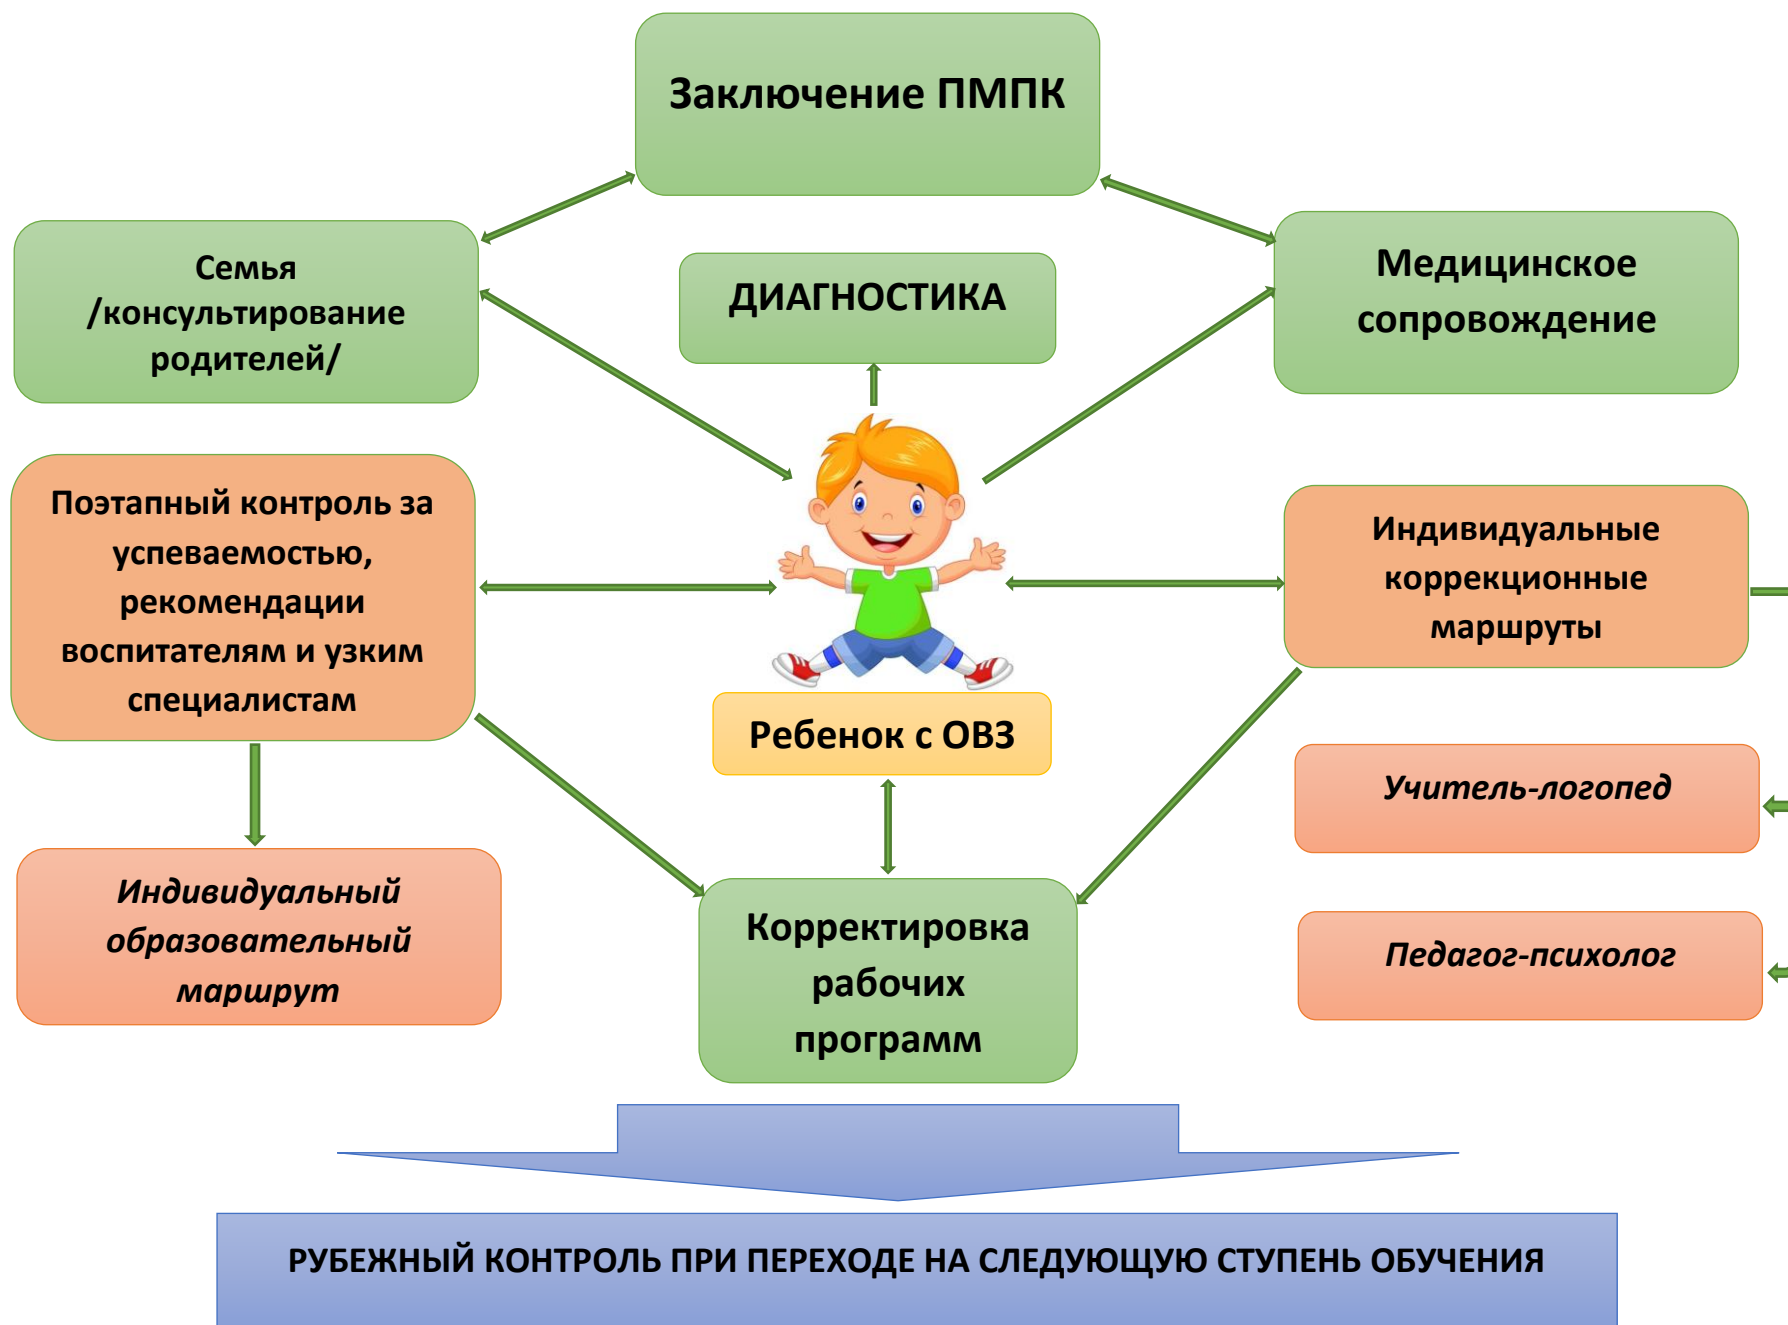 Заключение ПМПК
Семья
/консультирование
родителей/
ДИАГНОСТИКА
Медицинское
сопровождение
Поэтапный контроль за
успеваемостью,
рекомендации
воспитателям и узким
специалистам
Индивидуальные
коррекционные
маршруты
Ребенок с ОВЗ
Учитель-логопед
Индивидуальный
образовательный
маршрут
Корректировка
рабочих
программ
Педагог-психолог
РУБЕЖНЫЙ КОНТРОЛЬ ПРИ ПЕРЕХОДЕ НА СЛЕДУЮЩУЮ СТУПЕНЬ ОБУЧЕНИЯ